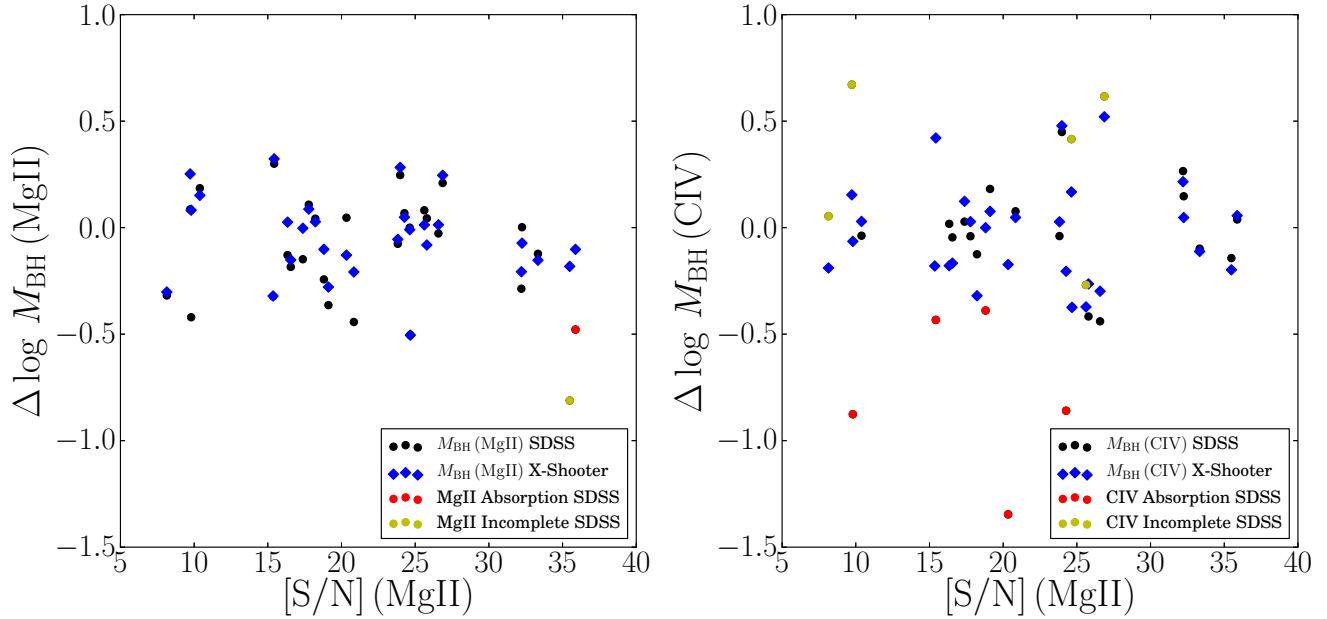 1.0
0.5
0.0
−0.5
−1.0
−1.5
Δ log M_BH (MgII)
M_BH (MgII) SDSS
M_BH (MgII) X-Shooter
MgII Absorption SDSS
MgII Incomplete SDSS
5 10 15 20 25 30 35 40
[S/N] (MgII)
1.0
0.5
0.0
−0.5
−1.0
−1.5
Δ log M_BH (CIV)
M_BH (CIV) SDSS
M_BH (CIV) X-Shooter
CIV Absorption SDSS
CIV Incomplete SDSS
5 10 15 20 25 30 35 40
[S/N] (MgII)